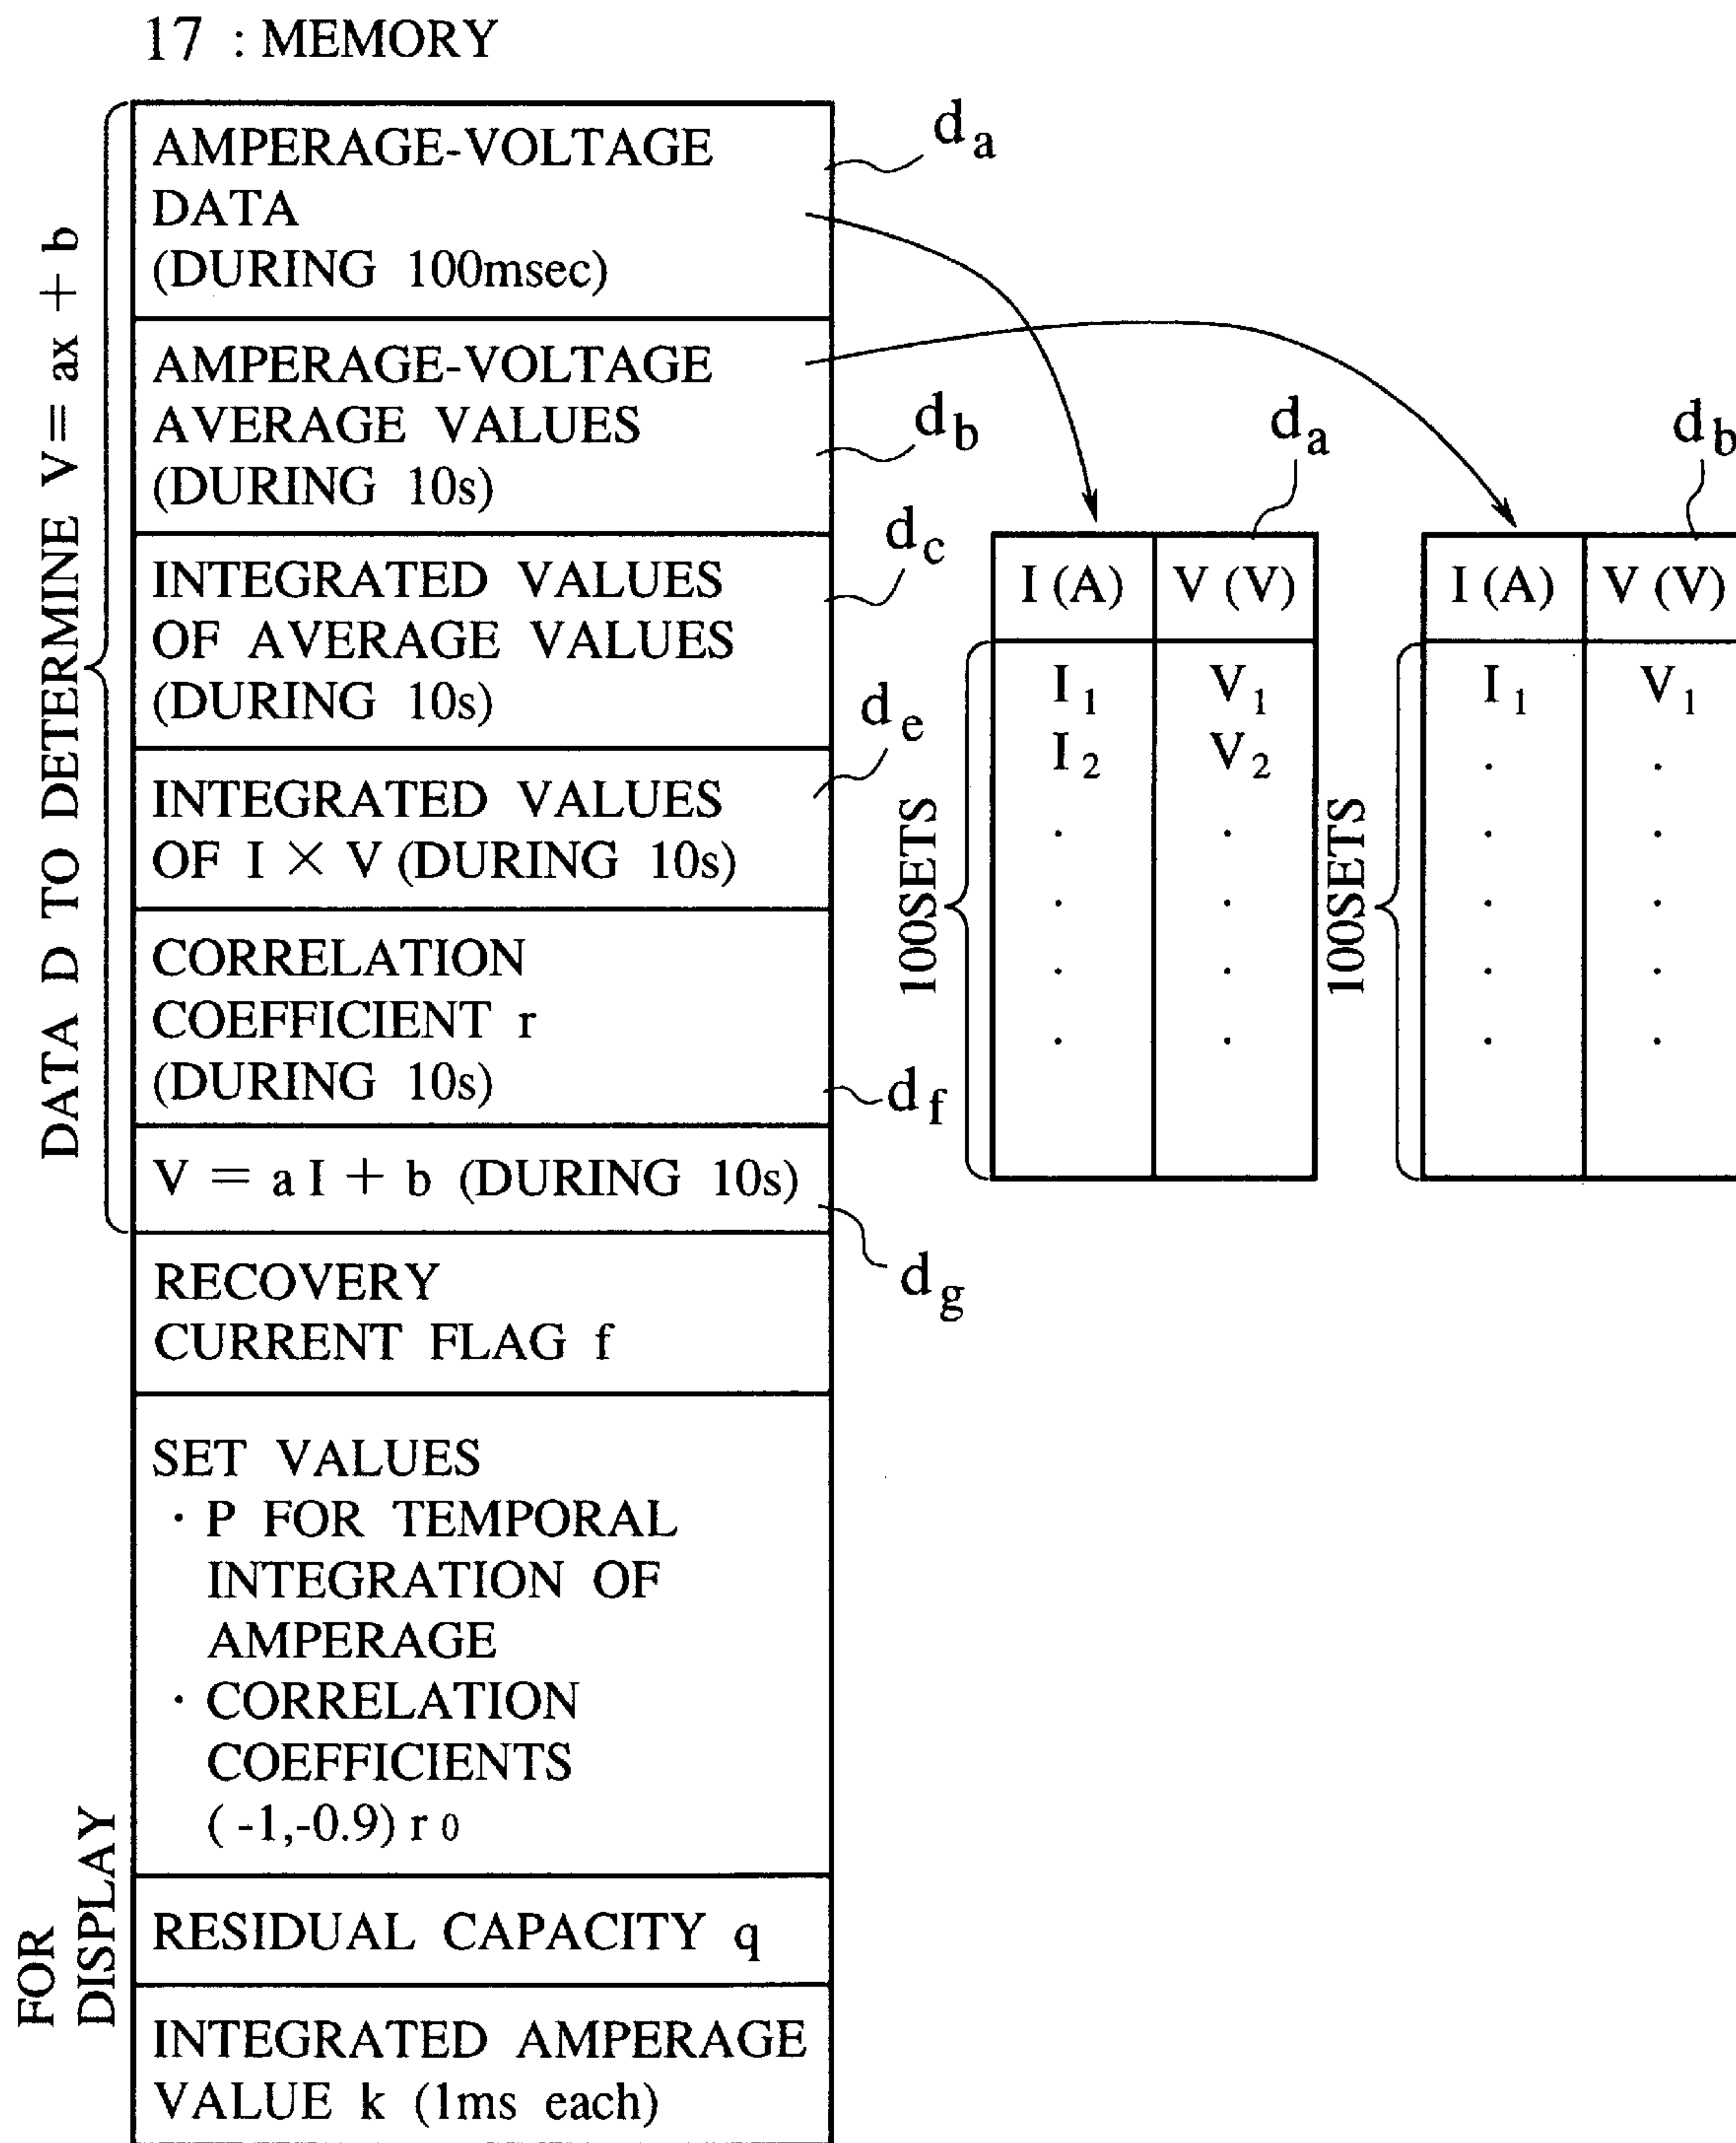 17 : MEMORY
DATA D TO DETERMINE V = ax + b
AMPERAGE-VOLTAGE
DATA
(DURING 100msec)
da
AMPERAGE-VOLTAGE
AVERAGE VALUES
(DURING 10s)
db
INTEGRATED VALUES
OF AVERAGE VALUES
(DURING 10s)
dc
INTEGRATED VALUES
OF I × V (DURING 10s)
de
CORRELATION
COEFFICIENT r
(DURING 10s)
df
V = a I + b (DURING 10s)
dg
RECOVERY
CURRENT FLAG f
SET VALUES
· P FOR TEMPORAL
INTEGRATION OF
AMPERAGE
· CORRELATION
COEFFICIENTS
( -1,-0.9) r 0
FOR
DISPLAY
RESIDUAL CAPACITY q
INTEGRATED AMPERAGE
VALUE k (1ms each)
da
I (A) V (V)
100SETS
I1 V1
I2 V2
. .
. .
. .
. .
db
I (A) V (V)
100SETS
I1 V1
. .
. .
. .
. .
. .